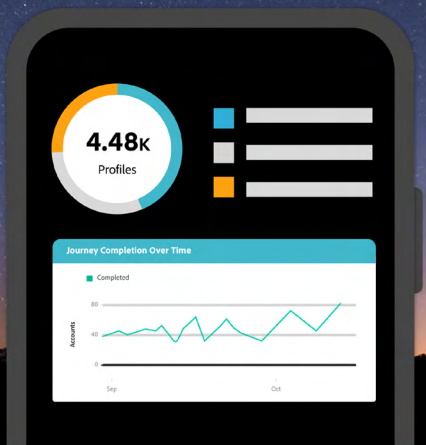 4.48K
Profiles
Journey Completion Over Time
Completed
80
40
0
Accounts
Sep
Oct